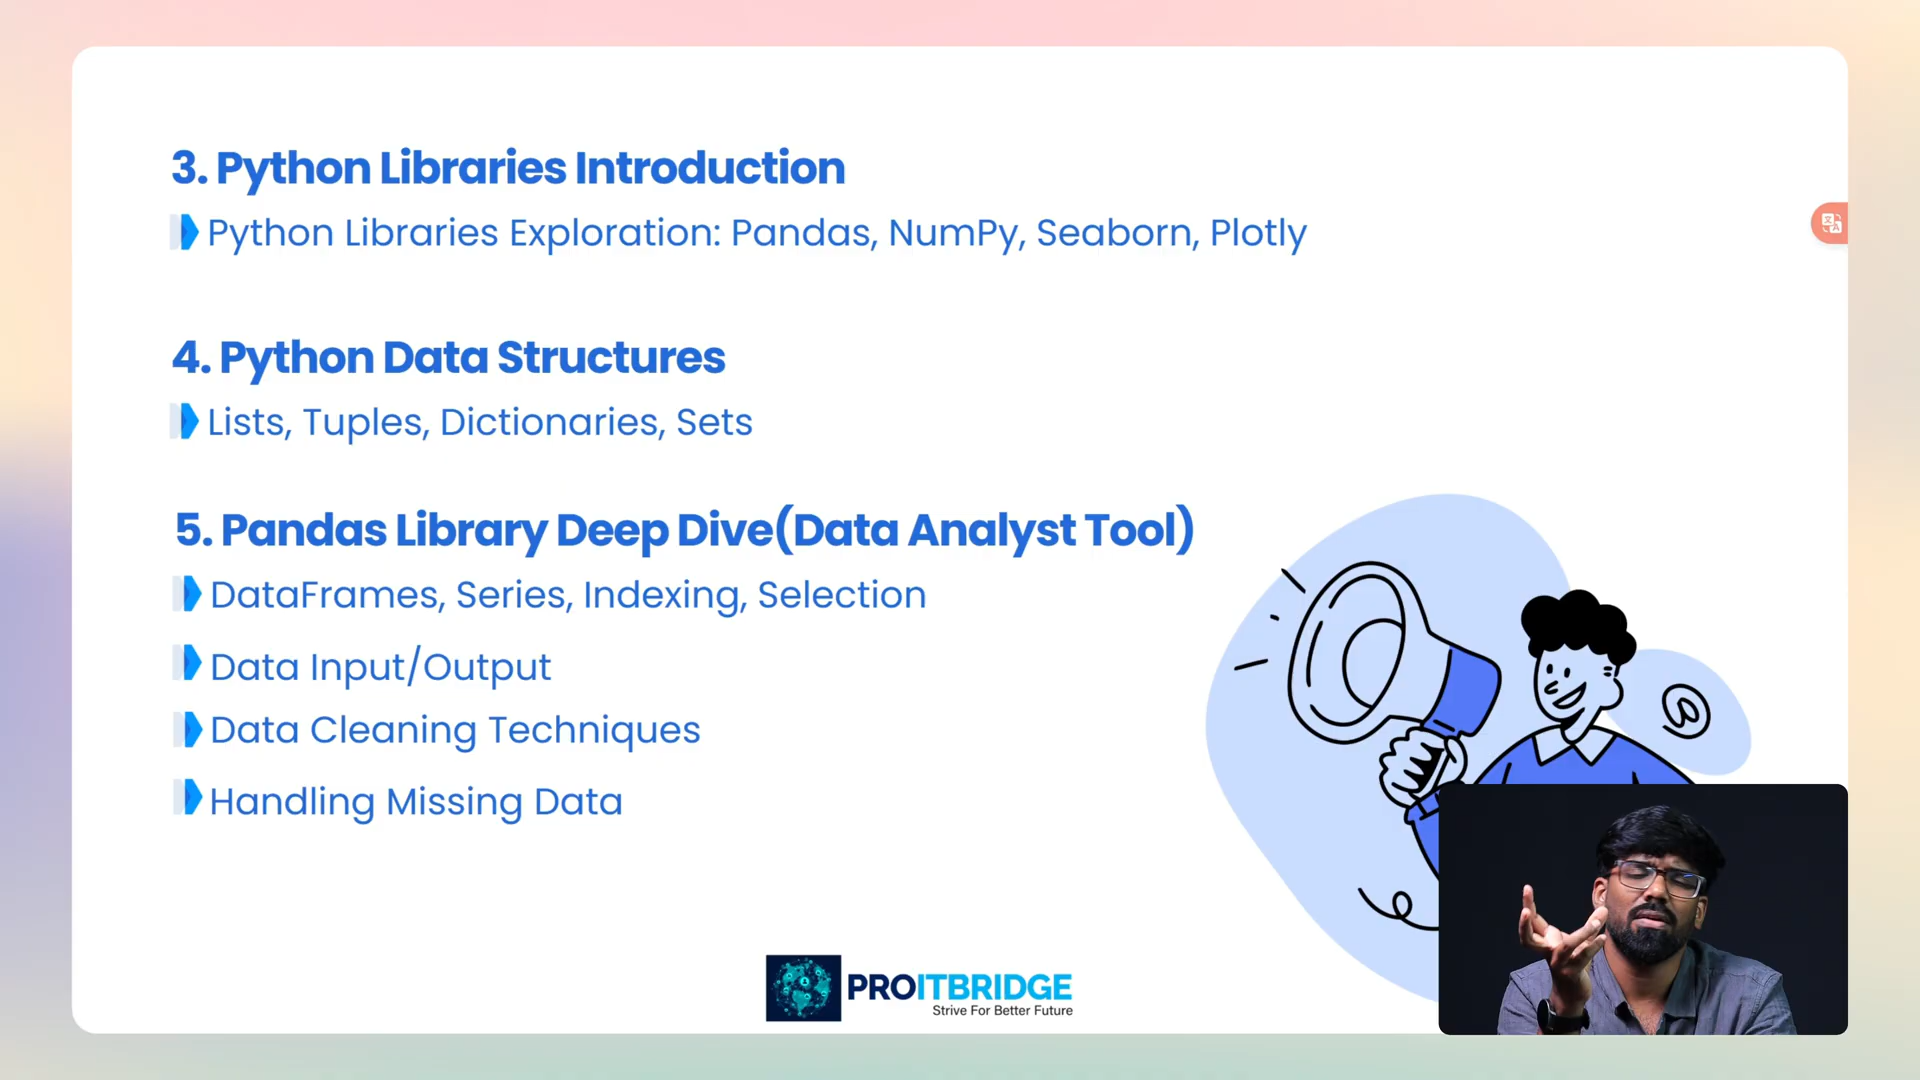 3. Python Libraries Introduction
Python Libraries Exploration: Pandas, NumPy, Seaborn, Plotly
4. Python Data Structures
Lists, Tuples, Dictionaries, Sets
5. Pandas Library Deep Dive(Data Analyst Tool)
DataFrames, Series, Indexing, Selection
Data Input/Output
Data Cleaning Techniques
Handling Missing Data
PROITBRIDGE
Strive For Better Future